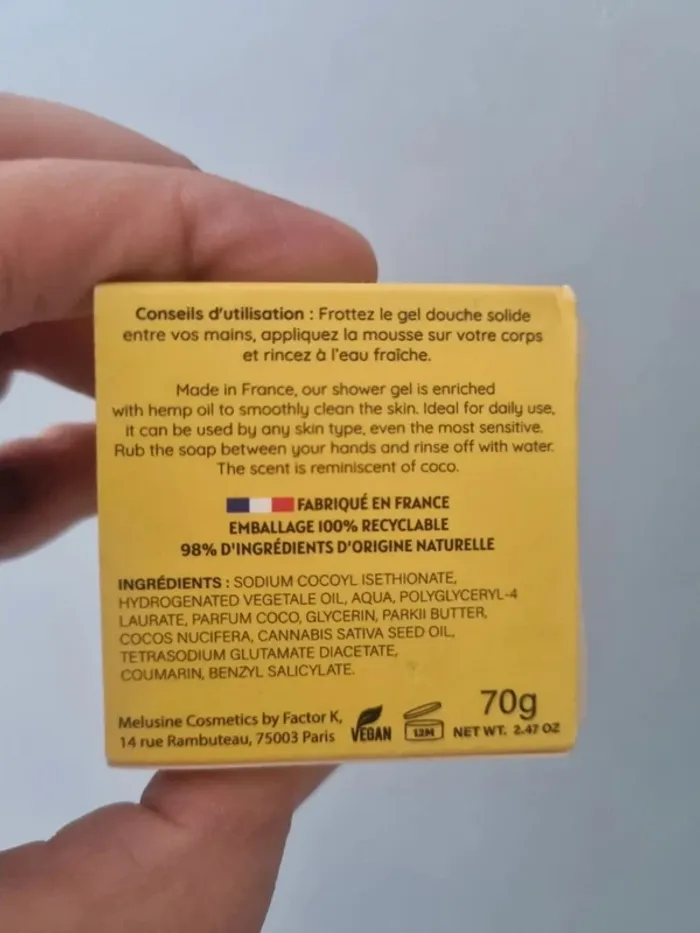 Conseils d'utilisation : Frottez le gel douche solide
entre vos mains, appliquez la mousse sur votre corps
et rincez à l'eau fraîche.
Made in France, our shower gel is enriched
with hemp oil to smoothly clean the skin. Ideal for daily use,
it can be used by any skin type, even the most sensitive.
Rub the soap between your hands and rinse off with water.
The scent is reminiscent of coco.
FABRIQUÉ EN FRANCE
EMBALLAGE 100% RECYCLABLE
98% D'INGRÉDIENTS D'ORIGINE NATURELLE
INGRÉDIENTS : SODIUM COCOYL ISETHIONATE,
HYDROGENATED VEGETALE OIL, AQUA, POLYGLYCERYL-4
LAURATE, PARFUM COCO, GLYCERIN, PARKII BUTTER,
COCOS NUCIFERA, CANNABIS SATIVA SEED OIL,
TETRASODIUM GLUTAMATE DIACETATE,
COUMARIN, BENZYL SALICYLATE.
Melusine Cosmetics by Factor K,
14 rue Rambuteau, 75003 Paris
VEGAN
12M
70g
NET WT. 2.47 OZ